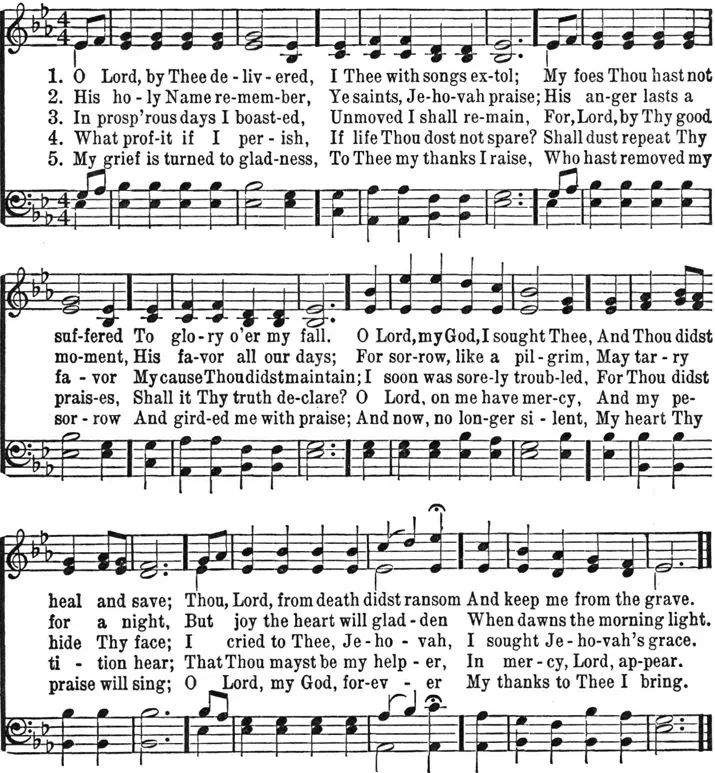 1. O Lord, by Thee de - liv - ered, I Thee with songs ex-tol; My foes Thou hast not
2. His ho - ly Name re-mem-ber, Ye saints, Je-ho-vah praise; His an-ger lasts a
3. In prosp'rous days I boast-ed, Unmoved I shall re-main, For, Lord, by Thy good
4. What prof-it if I per - ish, If life Thou dost not spare? Shall dust repeat Thy
5. My grief is turned to glad-ness, To Thee my thanks I raise, Who hast removed my
suf-fered To glo-ry o'er my fall. O Lord, my God, I sought Thee, And Thou didst
mo-ment, His fa-vor all our days; For sor-row, like a pil-grim, May tar - ry
fa - vor My cause Thou didst maintain; I soon was sore-ly troub-led, For Thou didst
prais-es, Shall it Thy truth de-clare? O Lord, on me have mer-cy, And my pe-
sor - row And gird-ed me with praise; And now, no lon-ger si - lent, My heart Thy
heal and save; Thou, Lord, from death didst ransom And keep me from the grave.
for a night, But joy the heart will glad - den When dawns the morning light.
hide Thy face; I cried to Thee, Je-ho - vah, I sought Je-ho-vah's grace.
ti - tion hear; That Thou mayst be my help - er, In mer-cy, Lord, ap-pear.
praise will sing; O Lord, my God, for-ev - er My thanks to Thee I bring.